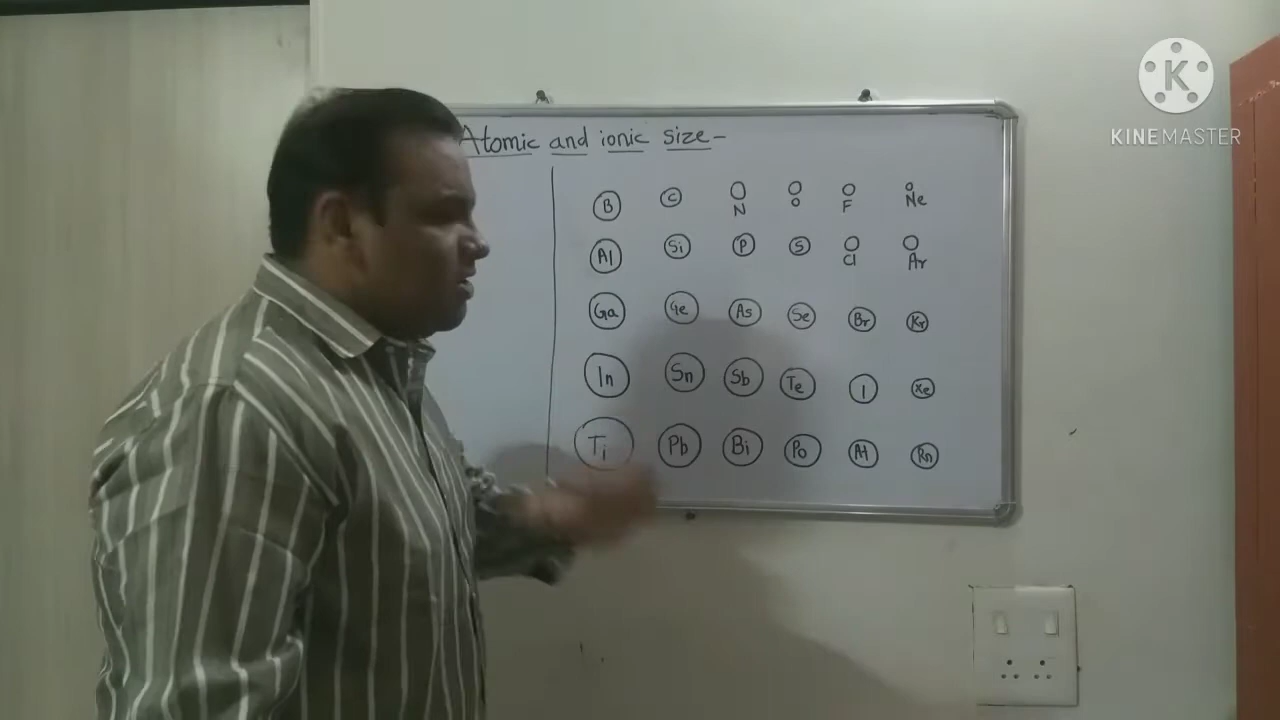 Atomic and ionic size-
B C O
N O
O O
F O
Ne
Al Si P S O
Cl O
Ar
Ga Ge As Se Br Kr
In Sn Sb Te I Xe
Ti Pb Bi Po At Rn
K
KINEMASTER